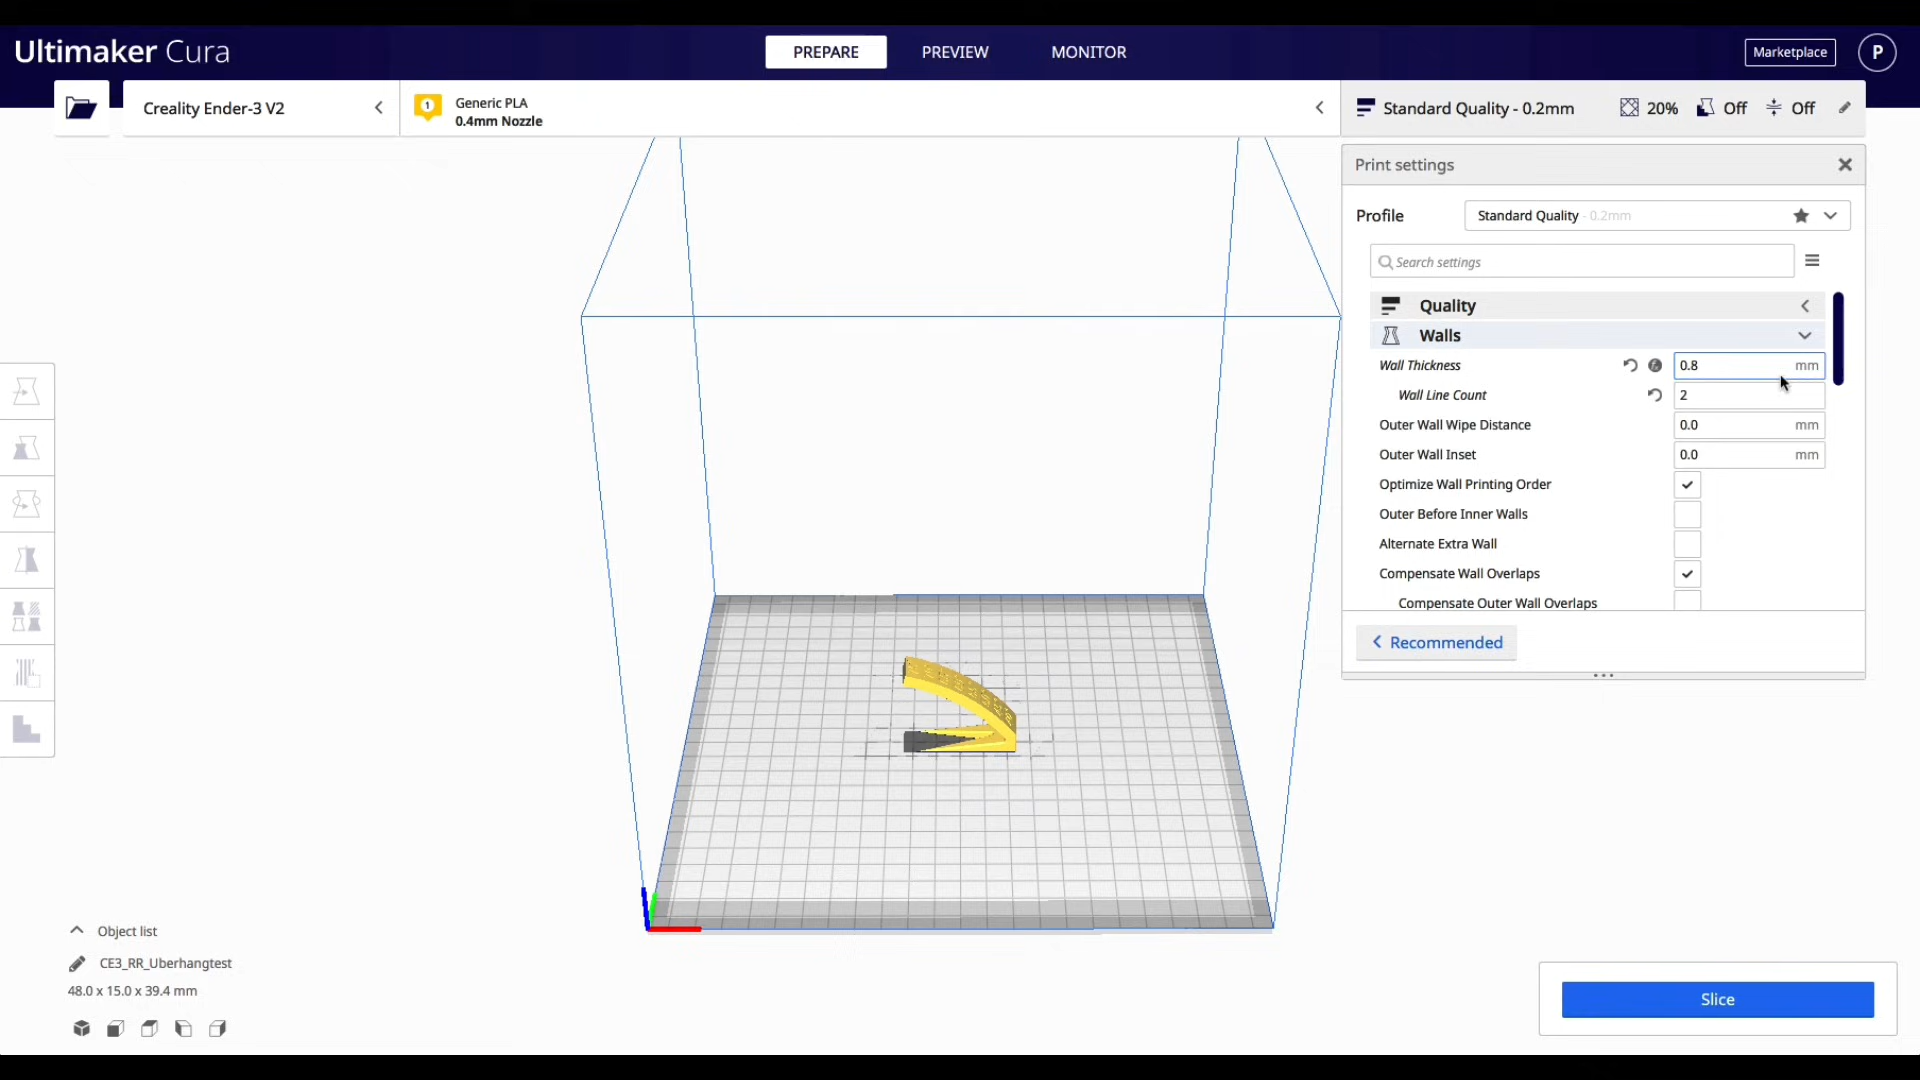 Ultimaker Cura
PREPARE
PREVIEW
MONITOR
Marketplace
P
Creality Ender-3 V2
1
Generic PLA
0.4mm Nozzle
Standard Quality - 0.2mm
20%
Off
Off
Print settings
Profile
Standard Quality - 0.2mm
Search settings
Quality
Walls
Wall Thickness
0.8 mm
Wall Line Count
2
Outer Wall Wipe Distance
0.0 mm
Outer Wall Inset
0.0 mm
Optimize Wall Printing Order
Outer Before Inner Walls
Alternate Extra Wall
Compensate Wall Overlaps
Compensate Outer Wall Overlaps
Recommended
Object list
CE3_RR_Uberhangtest
48.0 x 15.0 x 39.4 mm
Slice